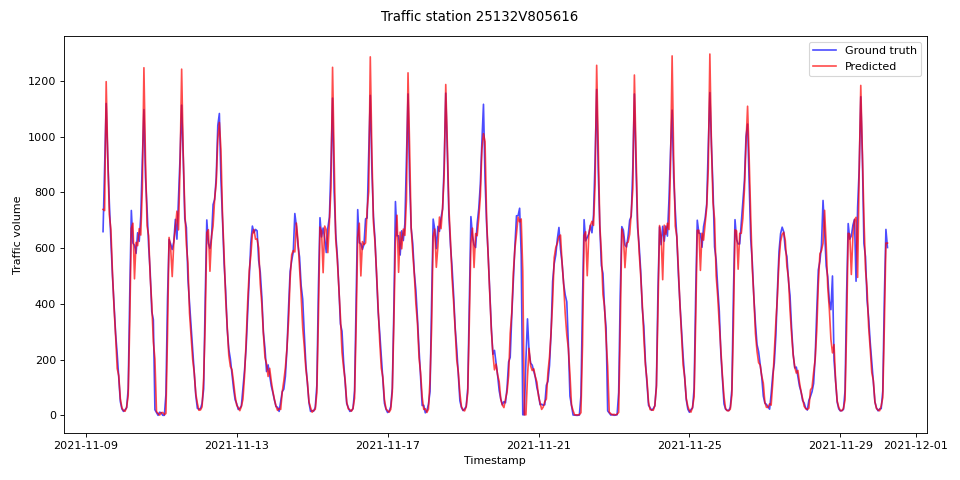 Traffic station 25132V805616
Ground truth
Predicted
Traffic volume
1200
1000
800
600
400
200
0
2021-11-09
2021-11-13
2021-11-17
2021-11-21
2021-11-25
2021-11-29
2021-12-01
Timestamp